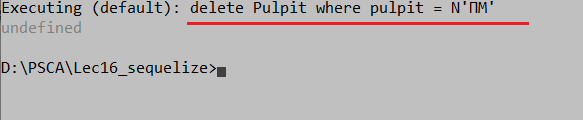 Executing (default): delete Pulpit where pulpit = N'ПМ'
undefined
D:\PSCA\Lec16_sequelize>